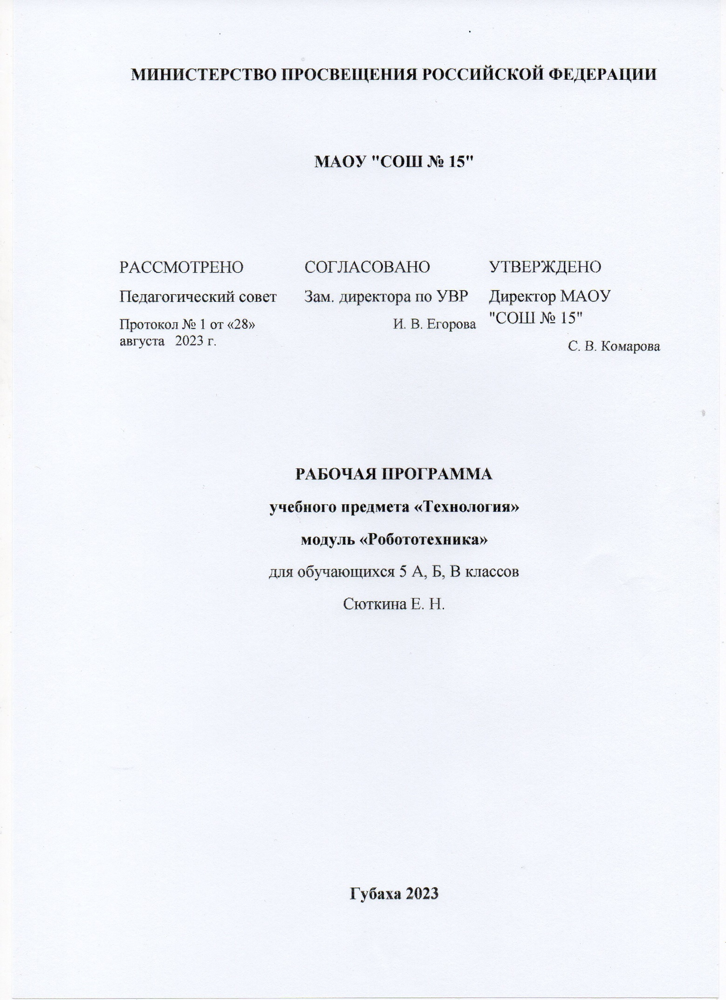 МИНИСТЕРСТВО ПРОСВЕЩЕНИЯ РОССИЙСКОЙ ФЕДЕРАЦИИ
МАОУ "СОШ № 15"
РАССМОТРЕНО
Педагогический совет
Протокол № 1 от «28»
августа 2023 г.
СОГЛАСОВАНО
Зам. директора по УВР
И. В. Егорова
УТВЕРЖДЕНО
Директор МАОУ
"СОШ № 15"
С. В. Комарова
РАБОЧАЯ ПРОГРАММА
учебного предмета «Технология»
модуль «Робототехника»
для обучающихся 5 А, Б, В классов
Сюткина Е. Н.
Губаха 2023